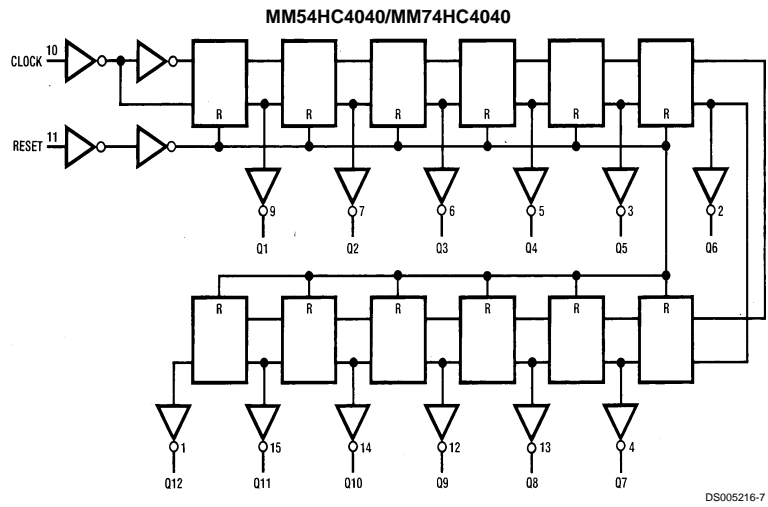 MM54HC4040/MM74HC4040
CLOCK 10
R R R R R R
RESET 11
9 7 6 5 3 2
Q1 Q2 Q3 Q4 Q5 Q6
R R R R R R
1 15 14 12 13 4
Q12 Q11 Q10 Q9 Q8 Q7
DS005216-7